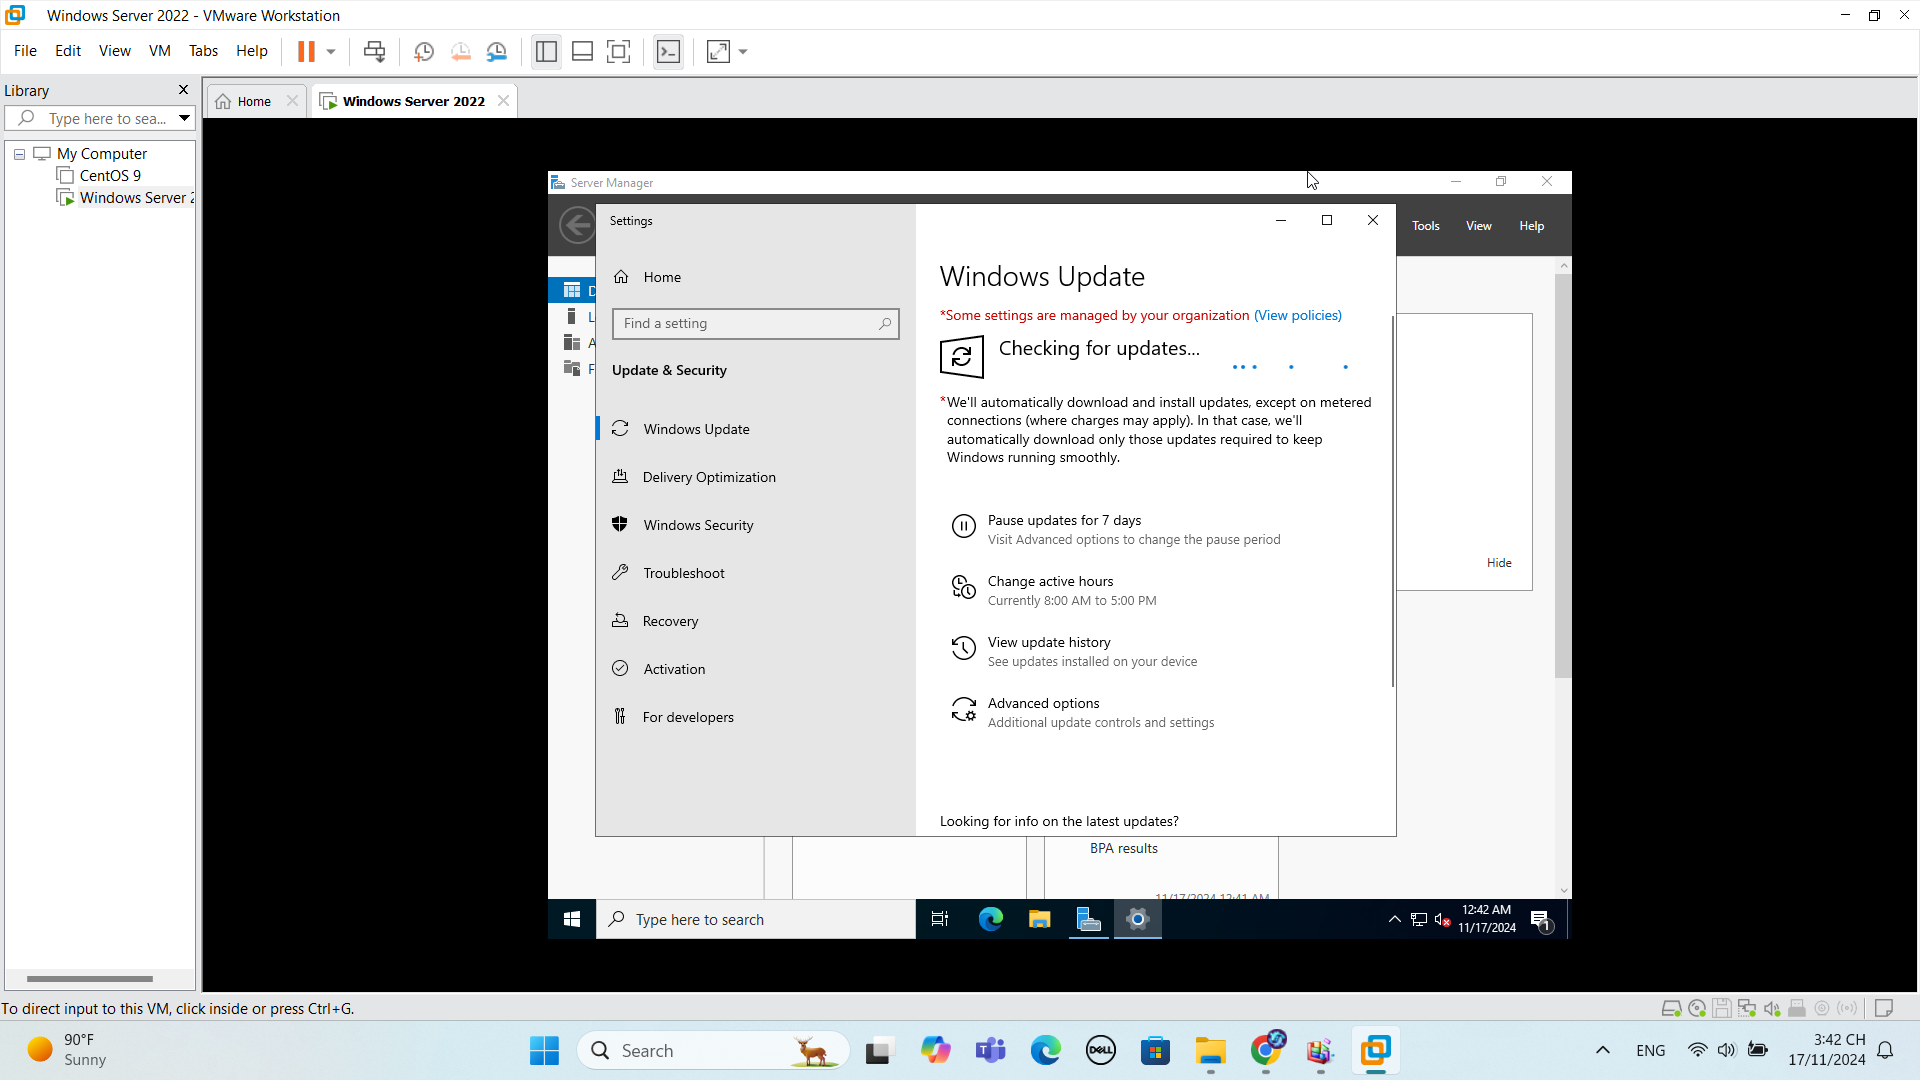 Windows Server 2022 - VMware Workstation
File Edit View VM Tabs Help
Library
Type here to sea...
My Computer
CentOS 9
Windows Server 2
Home
Windows Server 2022
Server Manager
Tools View Help
Settings
Home
Find a setting
Update & Security
Windows Update
Delivery Optimization
Windows Security
Troubleshoot
Recovery
Activation
For developers
Windows Update
*Some settings are managed by your organization (View policies)
Checking for updates...
*We'll automatically download and install updates, except on metered
connections (where charges may apply). In that case, we'll
automatically download only those updates required to keep
Windows running smoothly.
Pause updates for 7 days
Visit Advanced options to change the pause period
Change active hours
Currently 8:00 AM to 5:00 PM
View update history
See updates installed on your device
Advanced options
Additional update controls and settings
Looking for info on the latest updates?
Hide
BPA results
11/17/2024 12:41 AM
Type here to search
12:42 AM
11/17/2024
1
To direct input to this VM, click inside or press Ctrl+G.
90°F
Sunny
Search
DELL
ENG
3:42 CH
17/11/2024